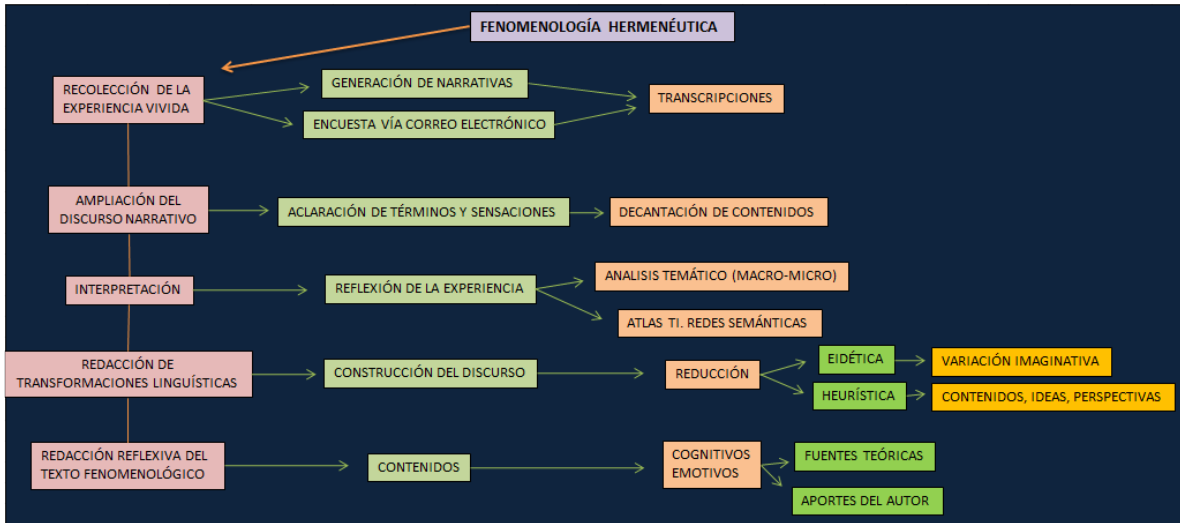 FENOMENOLOGÍA HERMENÉUTICA
RECOLECCIÓN DE LA
EXPERIENCIA VIVIDA
GENERACIÓN DE NARRATIVAS
ENCUESTA VÍA CORREO ELECTRÓNICO
TRANSCRIPCIONES
AMPLIACIÓN DEL
DISCURSO NARRATIVO
ACLARACIÓN DE TÉRMINOS Y SENSACIONES
DECANTACIÓN DE CONTENIDOS
INTERPRETACIÓN
REFLEXIÓN DE LA EXPERIENCIA
ANALISIS TEMÁTICO (MACRO-MICRO)
ATLAS TI. REDES SEMÁNTICAS
REDACCIÓN DE
TRANSFORMACIONES LINGUÍSTICAS
CONSTRUCCIÓN DEL DISCURSO
REDUCCIÓN
EIDÉTICA
VARIACIÓN IMAGINATIVA
HEURÍSTICA
CONTENIDOS, IDEAS, PERSPECTIVAS
REDACCIÓN REFLEXIVA DEL
TEXTO FENOMENOLÓGICO
CONTENIDOS
COGNITIVOS
EMOTIVOS
FUENTES TEÓRICAS
APORTES DEL AUTOR